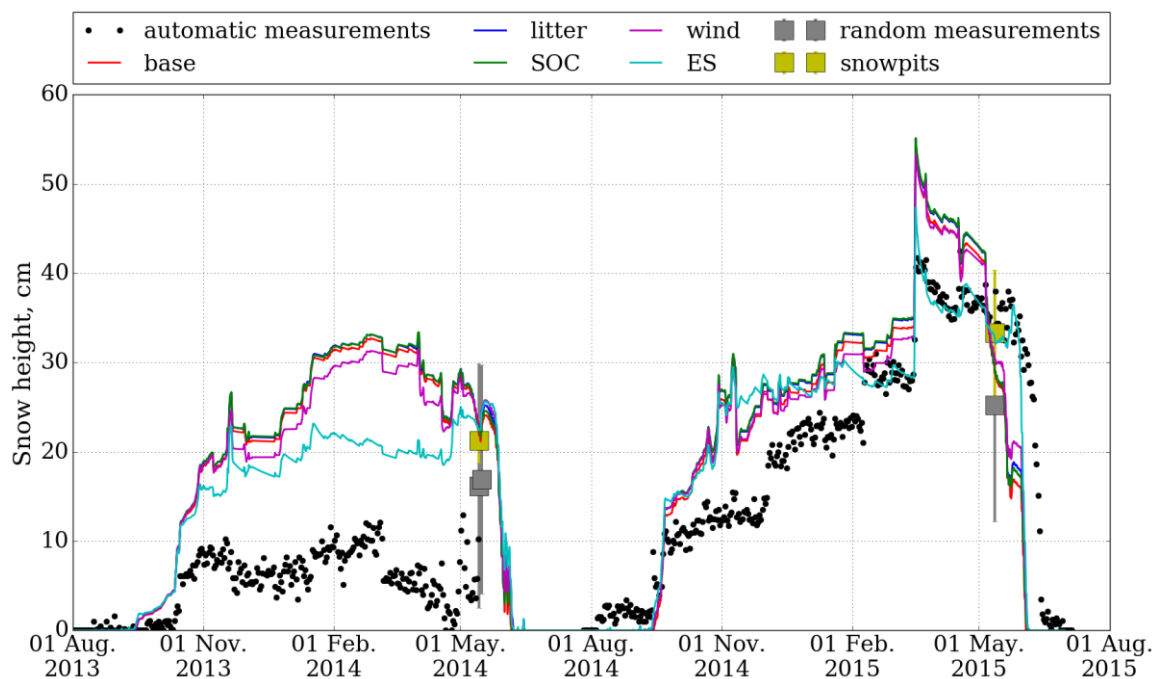 automatic measurements litter wind random measurements
base SOC ES snowpits
60
50
40
30
20
10
0
Snow height, cm
01 Aug. 01 Nov. 01 Feb. 01 May. 01 Aug. 01 Nov. 01 Feb. 01 May. 01 Aug.
2013 2013 2014 2014 2014 2014 2015 2015 2015